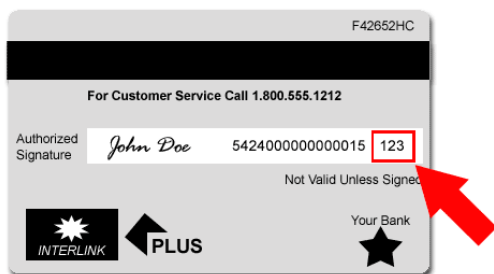 F42652HC
For Customer Service Call 1.800.555.1212
Authorized
Signature
John Doe 5424000000000015 123
Not Valid Unless Signed
Your Bank
INTERLINK
PLUS